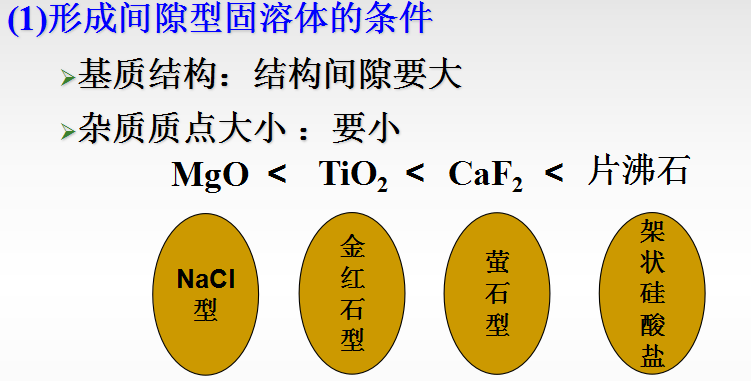 (1)形成间隙型固溶体的条件
➢基质结构：结构间隙要大
➢杂质质点大小 ：要小
MgO < TiO₂ < CaF₂ < 片沸石
NaCl
型
金
红
石
型
萤
石
型
架
状
硅
酸
盐